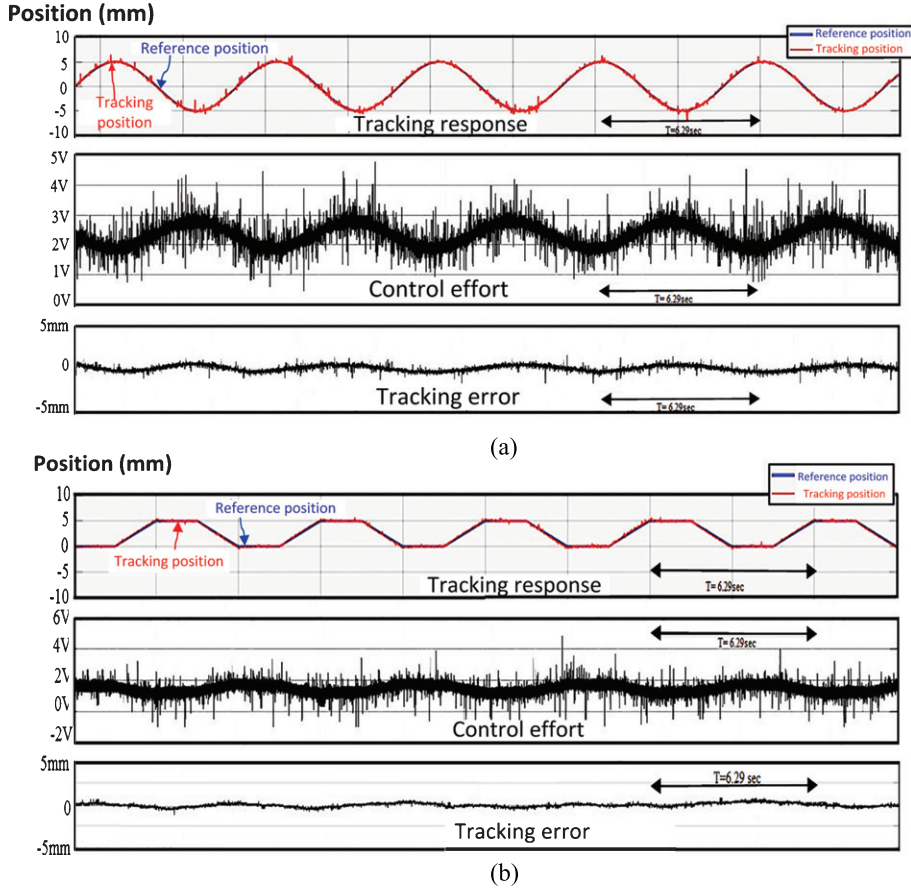 Position (mm)
10
5
0
-5
-10
Reference position
Tracking position
Reference position
Tracking
position
Tracking response
T=6.29sec
5V
4V
3V
2V
1V
0V
Control effort
T= 6.29sec
5mm
0
-5mm
Tracking error
T= 6.29sec
(a)
Position (mm)
10
5
0
-5
-10
Reference position
Tracking position
Reference position
Tracking position
Tracking response
T= 6.29sec
6V
4V
2V
0V
-2V
T= 6.29sec
Control effort
5mm
0
-5mm
T=6.29 sec
Tracking error
(b)